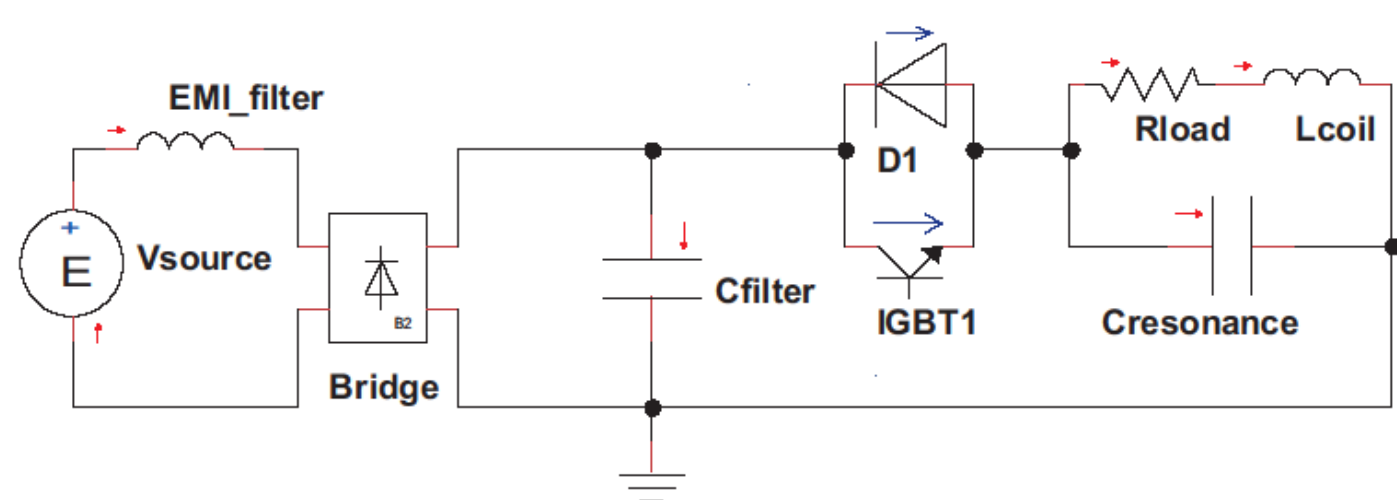 EMI_filter
+
E
Vsource
B2
Bridge
Cfilter
D1
IGBT1
Rload
Lcoil
Cresonance